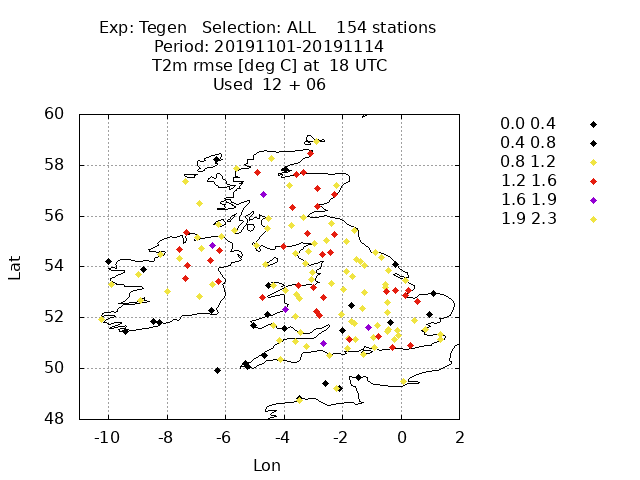 Exp: Tegen Selection: ALL 154 stations
Period: 20191101-20191114
T2m rmse [deg C] at 18 UTC
Used 12 + 06
60
58
56
54
52
50
48
Lat
-10 -8 -6 -4 -2 0 2
Lon
0.0 0.4
0.4 0.8
0.8 1.2
1.2 1.6
1.6 1.9
1.9 2.3